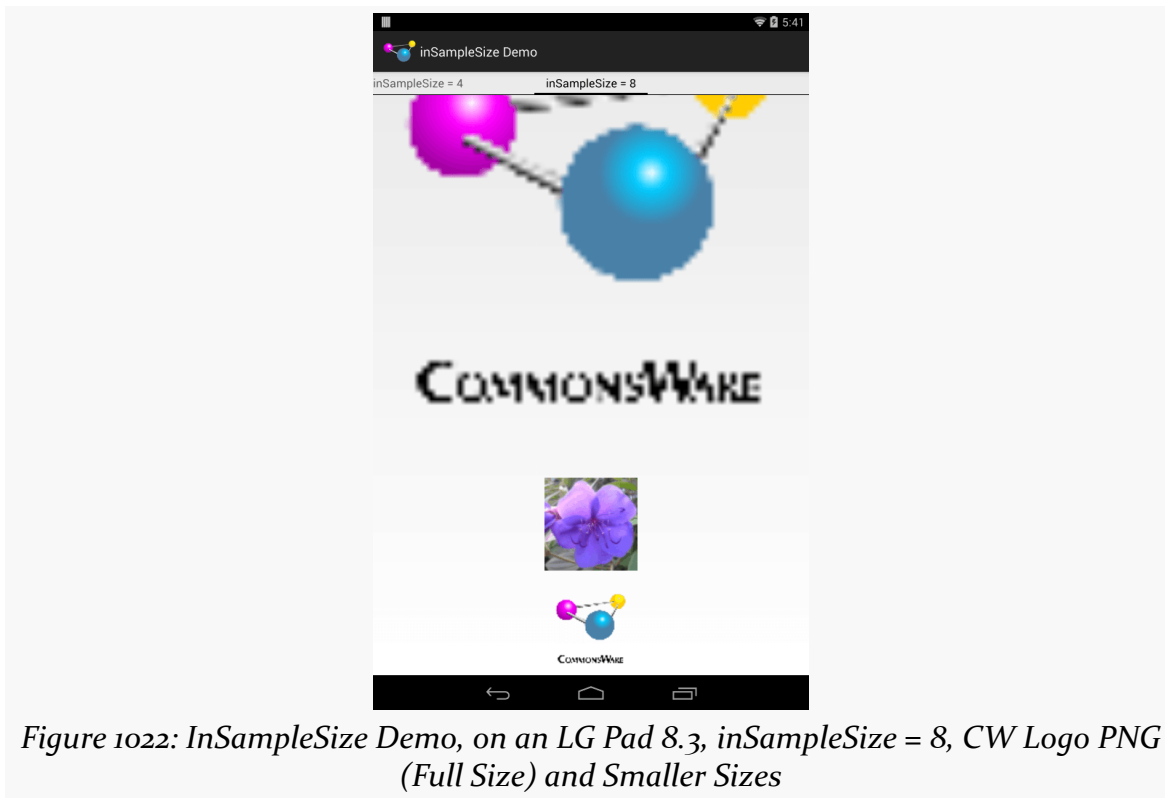 5:41
inSampleSize Demo
inSampleSize = 4 inSampleSize = 8
COMMONSWARE
COMMONSWARE
Figure 1022: InSampleSize Demo, on an LG Pad 8.3, inSampleSize = 8, CW Logo PNG
(Full Size) and Smaller Sizes